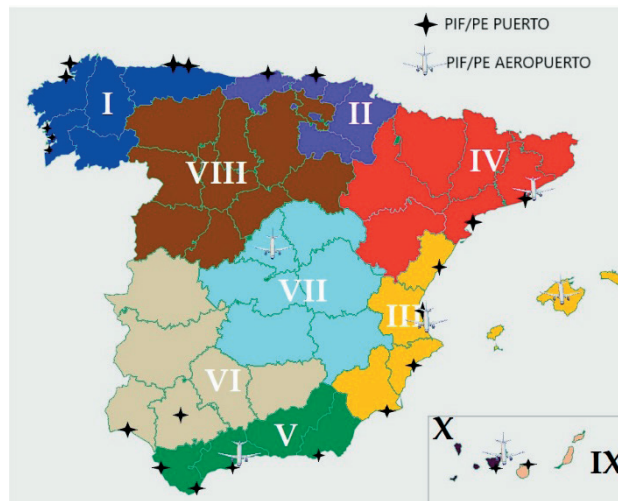 PIF/PE PUERTO
PIF/PE AEROPUERTO
I
II
VIII
IV
VII
III
VI
V
X
IX